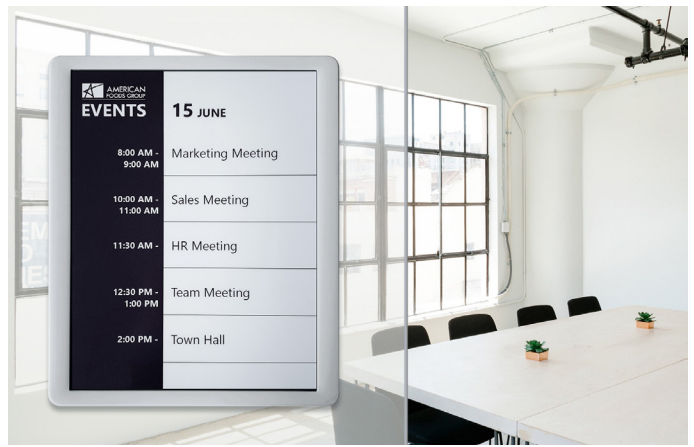 AMERICAN
FOODS GROUP
EVENTS
15 JUNE
8:00 AM -
9:00 AM
Marketing Meeting
10:00 AM -
11:00 AM
Sales Meeting
11:30 AM -
HR Meeting
12:30 PM -
1:00 PM
Team Meeting
2:00 PM -
Town Hall